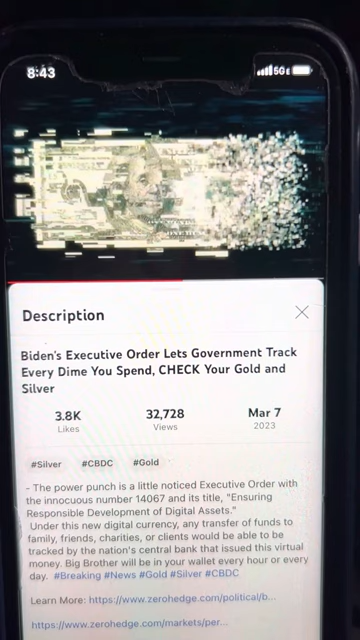 8:43
5GE
Description
Biden's Executive Order Lets Government Track
Every Dime You Spend, CHECK Your Gold and
Silver
3.8K 32,728 Mar 7
Likes Views 2023
#Silver #CBDC #Gold
- The power punch is a little noticed Executive Order with
the innocuous number 14067 and its title, "Ensuring
Responsible Development of Digital Assets."
Under this new digital currency, any transfer of funds to
family, friends, charities, or clients would be able to be
tracked by the nation's central bank that issued this virtual
money. Big Brother will be in your wallet every hour or every
day. #Breaking #News #Gold #Silver #CBDC
Learn More: https://www.zerohedge.com/political/b...
https://www.zerohedge.com/markets/per...